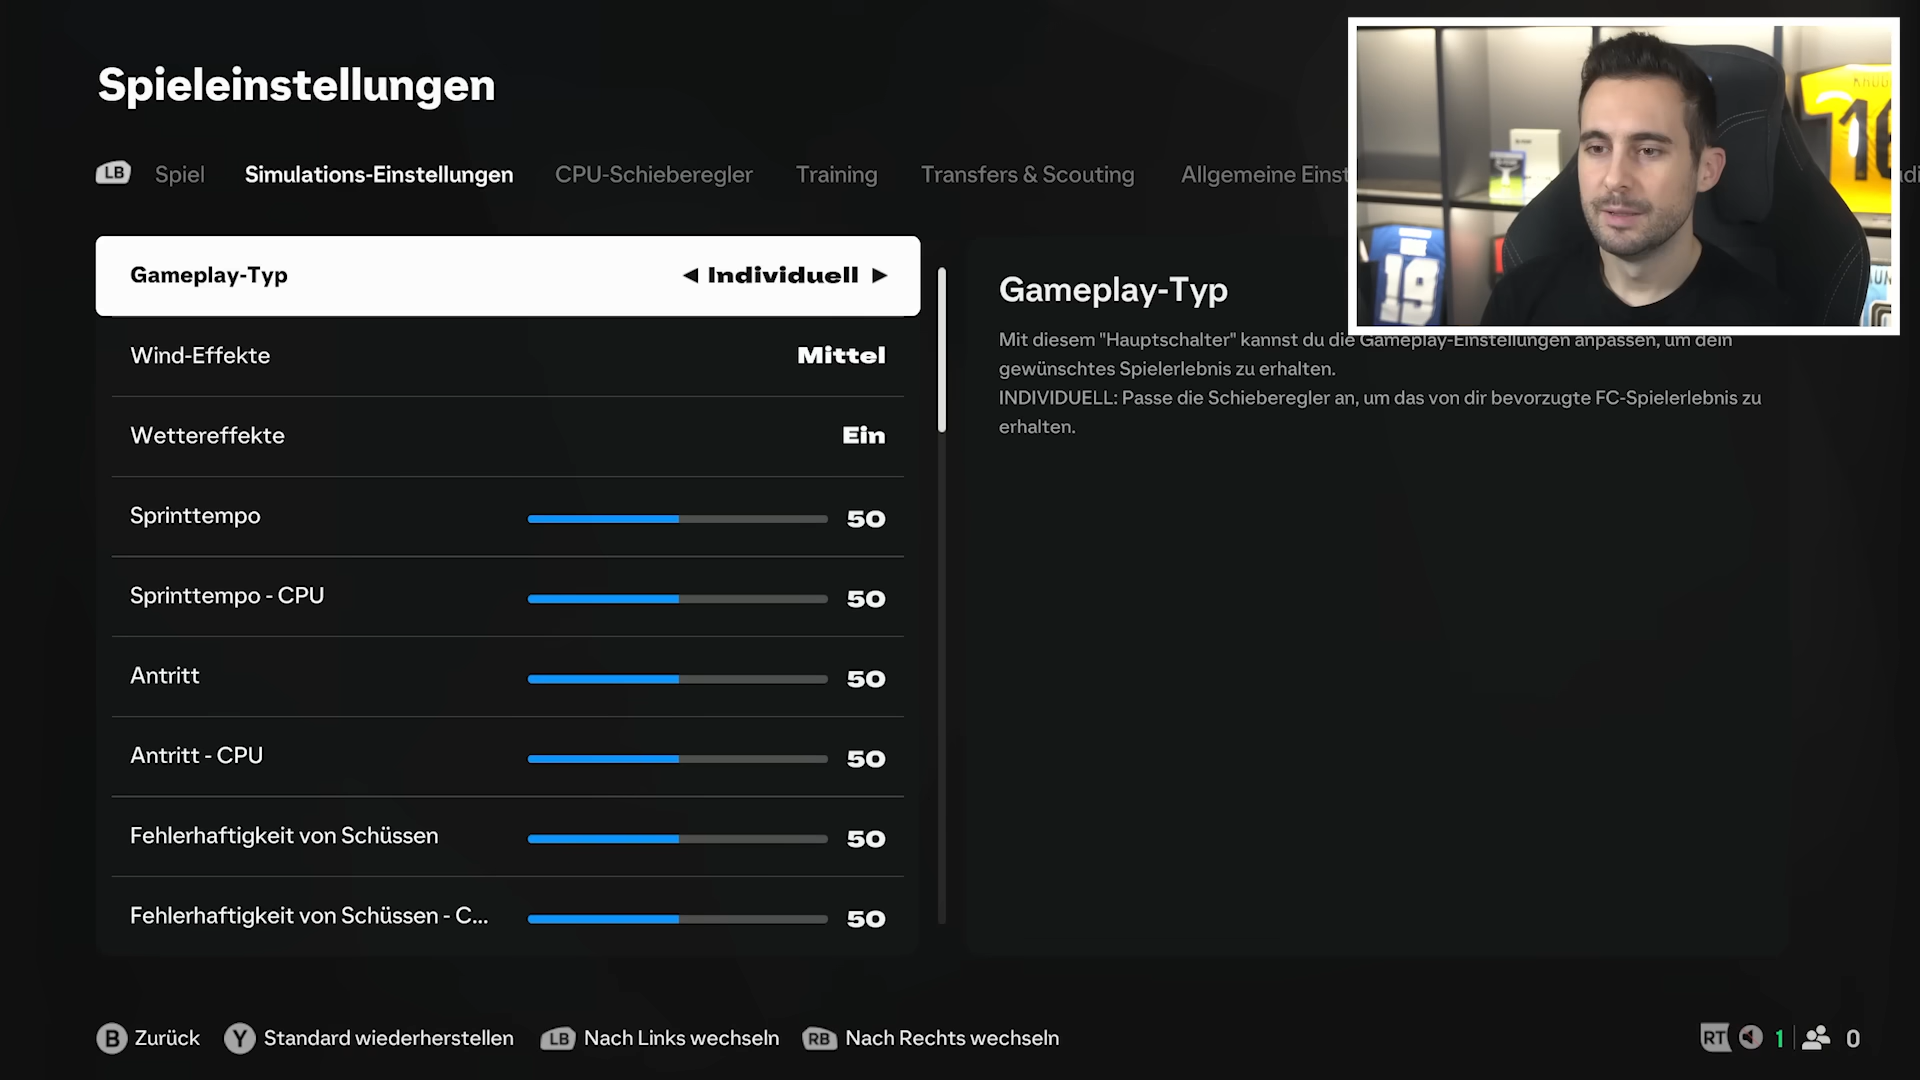 Spieleinstellungen
LB Spiel Simulations-Einstellungen CPU-Schieberegler Training Transfers & Scouting Allgemeine Einst
Gameplay-Typ Individuell
Wind-Effekte Mittel
Wettereffekte Ein
Sprinttempo 50
Sprinttempo - CPU 50
Antritt 50
Antritt - CPU 50
Fehlerhaftigkeit von Schüssen 50
Fehlerhaftigkeit von Schüssen - C... 50
Gameplay-Typ
Mit diesem "Hauptschalter" kannst du die Gameplay-Einstellungen anpassen, um dein
gewünschtes Spielerlebnis zu erhalten.
INDIVIDUELL: Passe die Schieberegler an, um das von dir bevorzugte FC-Spielerlebnis zu
erhalten.
16
19
B Zurück Y Standard wiederherstellen LB Nach Links wechseln RB Nach Rechts wechseln
RT 1 0